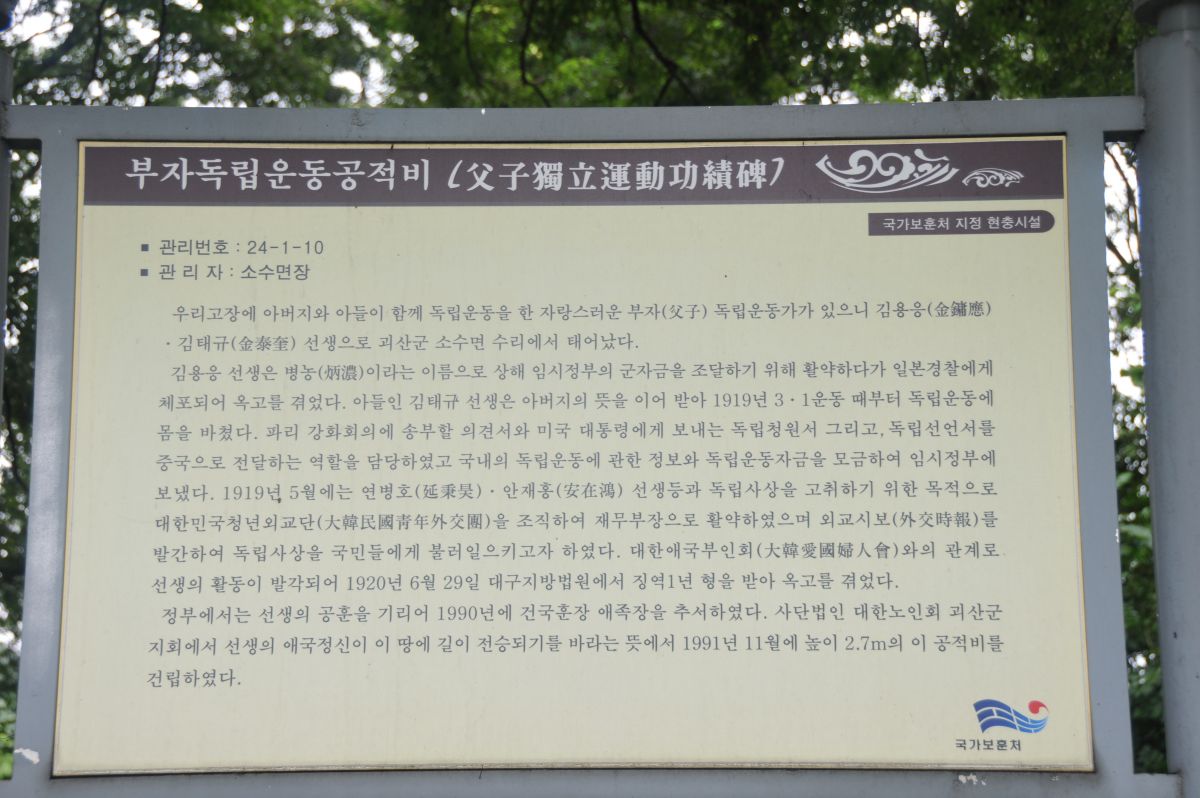 부자독립운동공적비 (父子獨立運動功績碑)
국가보훈처 지정 현충시설
▪ 관리번호 : 24-1-10
▪ 관 리 자 : 소수면장
우리고장에 아버지와 아들이 함께 독립운동을 한 자랑스러운 부자(父子) 독립운동가가 있으니 김용응(金鏞應)
· 김태규(金泰奎) 선생으로 괴산군 소수면 수리에서 태어났다.
김용응 선생은 병농(炳濃)이라는 이름으로 상해 임시정부의 군자금을 조달하기 위해 활약하다가 일본경찰에게
체포되어 옥고를 겪었다. 아들인 김태규 선생은 아버지의 뜻을 이어 받아 1919년 3 · 1운동 때부터 독립운동에
몸을 바쳤다. 파리 강화회의에 송부할 의견서와 미국 대통령에게 보내는 독립청원서 그리고, 독립선언서를
중국으로 전달하는 역할을 담당하였고 국내의 독립운동에 관한 정보와 독립운동자금을 모금하여 임시정부에
보냈다. 1919년 5월에는 연병호(延秉昊) · 안재홍(安在鴻) 선생등과 독립사상을 고취하기 위한 목적으로
대한민국청년외교단(大韓民國靑年外交團)을 조직하여 재무부장으로 활약하였으며 외교시보(外交時報)를
발간하여 독립사상을 국민들에게 불러일으키고자 하였다. 대한애국부인회(大韓愛國婦人會)와의 관계로
선생의 활동이 발각되어 1920년 6월 29일 대구지방법원에서 징역1년 형을 받아 옥고를 겪었다.
정부에서는 선생의 공훈을 기리어 1990년에 건국훈장 애족장을 추서하였다. 사단법인 대한노인회 괴산군
지회에서 선생의 애국정신이 이 땅에 길이 전승되기를 바라는 뜻에서 1991년 11월에 높이 2.7m의 이 공적비를
건립하였다.
국가보훈처